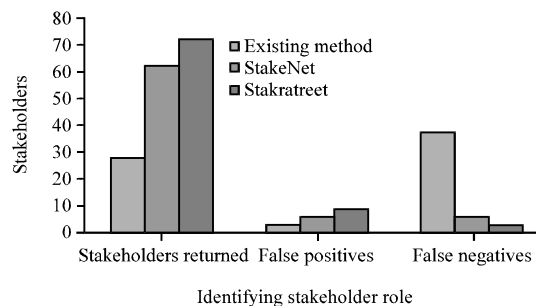 80
70
60
50
40
30
20
10
0
Stakeholders
Existing method
StakeNet
Stakratreet
Stakeholders returned
False positives
False negatives
Identifying stakeholder role